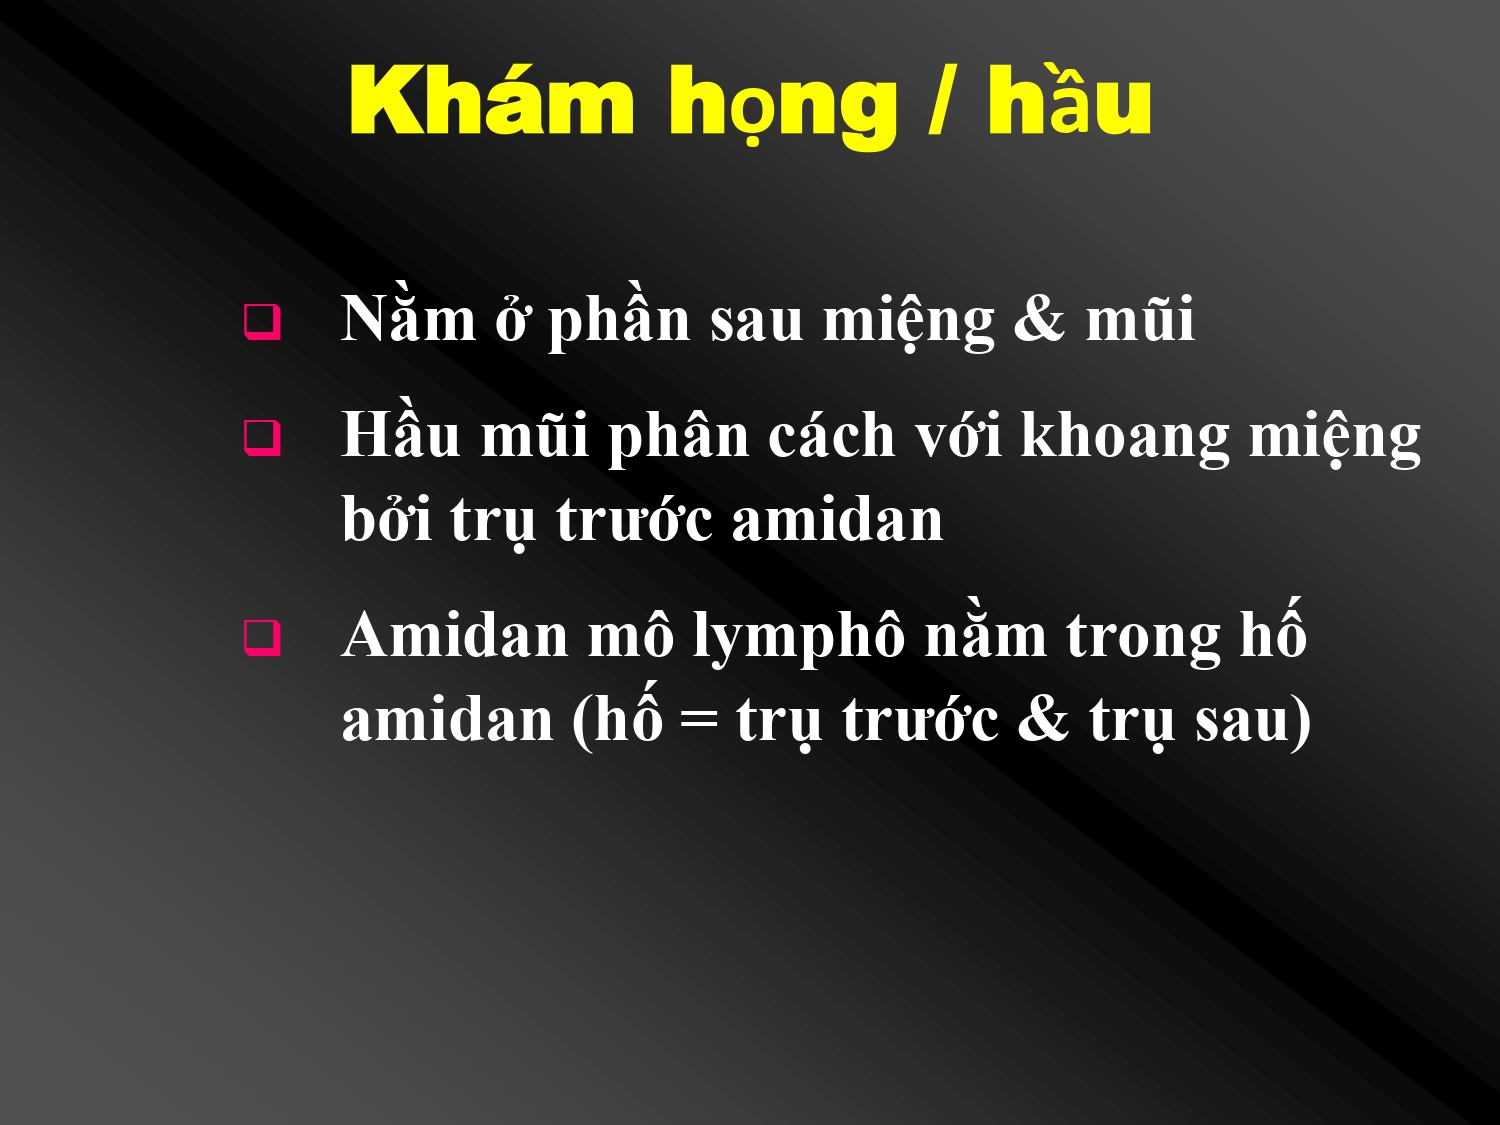 Khám họng / hầu
Nằm ở phần sau miệng & mũi
Hầu mũi phân cách với khoang miệng
bởi trụ trước amidan
Amidan mô lymphô nằm trong hố
amidan (hố = trụ trước & trụ sau)